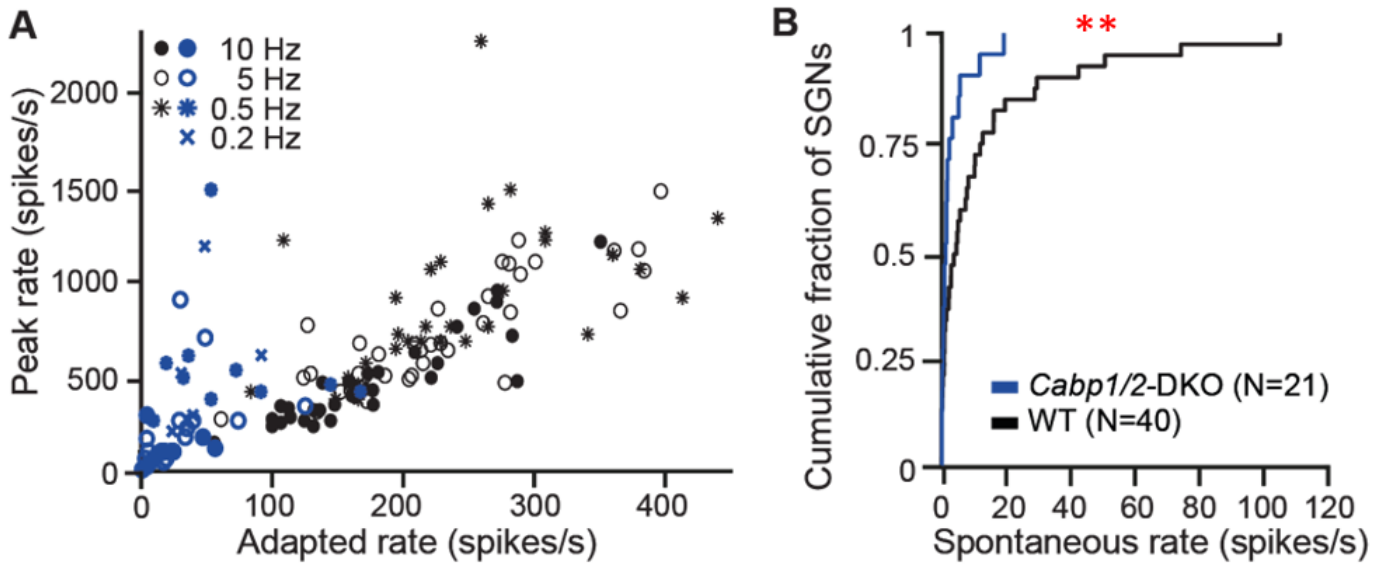 A
10 Hz
5 Hz
0.5 Hz
0.2 Hz
Peak rate (spikes/s)
2000
1500
1000
500
0
0 100 200 300 400
Adapted rate (spikes/s)
B
**
Cumulative fraction of SGNs
1
0.75
0.5
0.25
0
Cabp1/2-DKO (N=21)
WT (N=40)
0 20 40 60 80 100 120
Spontaneous rate (spikes/s)